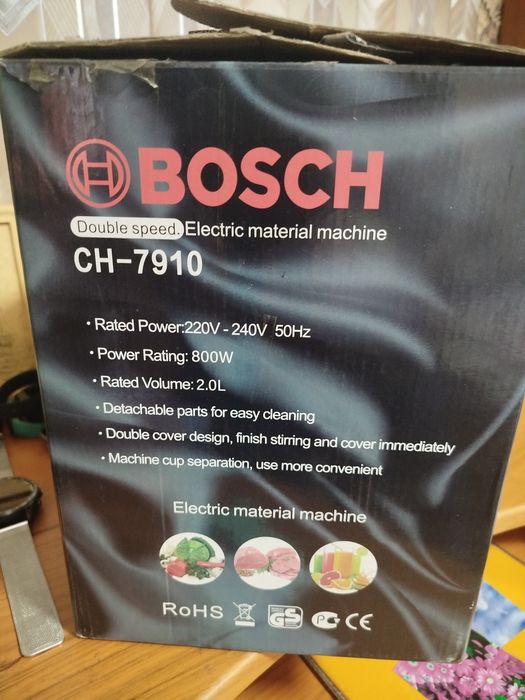 BOSCH
Double speed. Electric material machine
CH-7910
· Rated Power:220V - 240V 50Hz
· Power Rating: 800W
· Rated Volume: 2.0L
· Detachable parts for easy cleaning
· Double cover design, finish stirring and cover immediately
· Machine cup separation, use more convenient
Electric material machine
RoHS GS PC CE